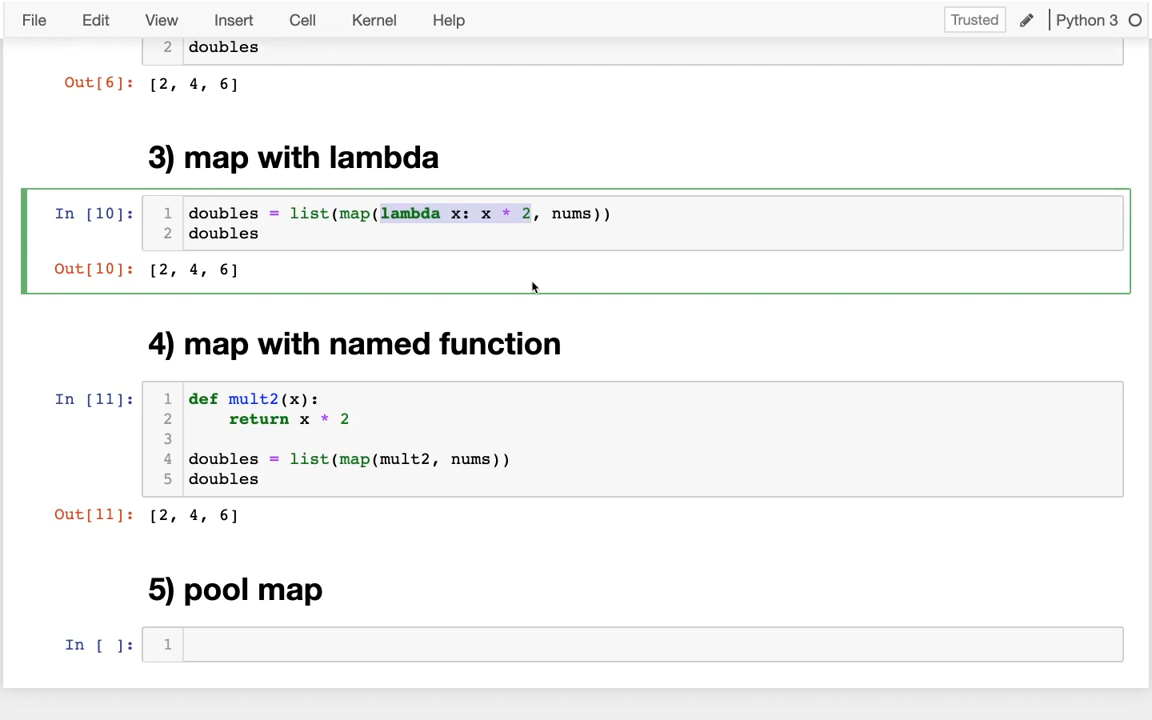 File Edit View Insert Cell Kernel Help Trusted Python 3
2 doubles
Out[6]: [2, 4, 6]
3) map with lambda
In [10]: 1 doubles = list(map(lambda x: x * 2, nums))
2 doubles
Out[10]: [2, 4, 6]
4) map with named function
In [11]: 1 def mult2(x):
2 return x * 2
3
4 doubles = list(map(mult2, nums))
5 doubles
Out[11]: [2, 4, 6]
5) pool map
In [ ]: 1